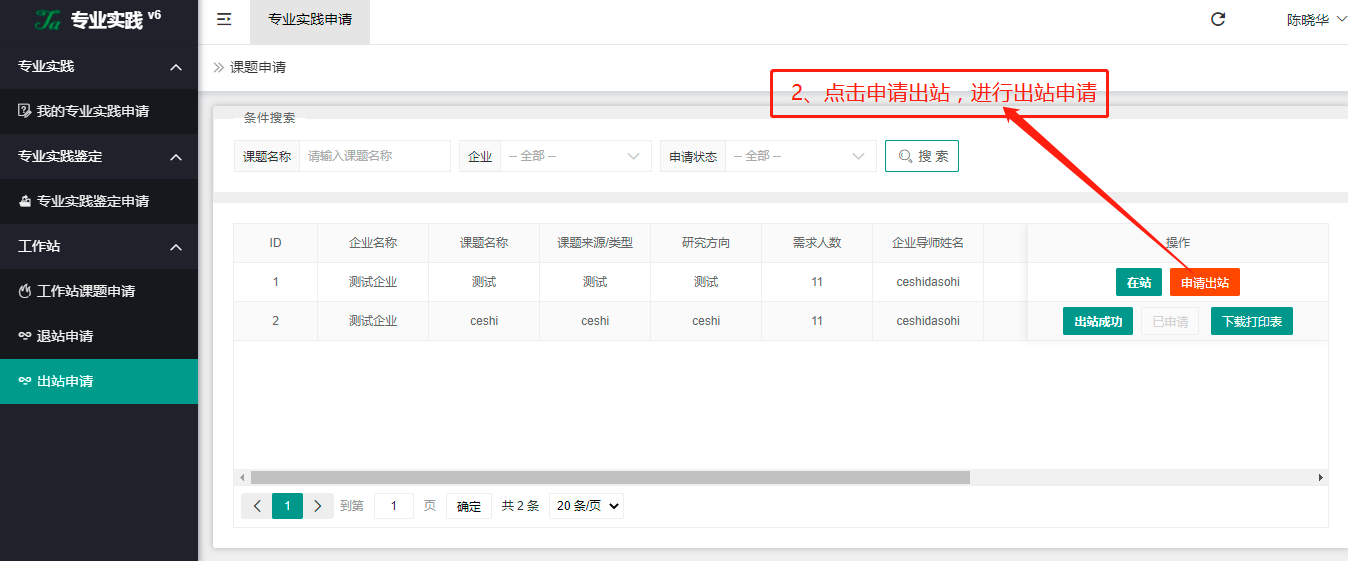 Ta 专业实践 v6
专业实践申请
陈晓华
专业实践
我的专业实践申请
专业实践鉴定
专业实践鉴定申请
工作站
工作站课题申请
退站申请
出站申请
课题申请
2、点击申请出站，进行出站申请
条件搜索
课题名称 请输入课题名称 企业 -- 全部 -- 申请状态 -- 全部 -- 搜 索
ID 企业名称 课题名称 课题来源/类型 研究方向 需求人数 企业导师姓名 操作
1 测试企业 测试 测试 测试 11 ceshidasohi 在站 申请出站
2 测试企业 ceshi ceshi ceshi 11 ceshidasohi 出站成功 已申请 下载打印表
1 到第 1 页 确定 共 2 条 20 条/页